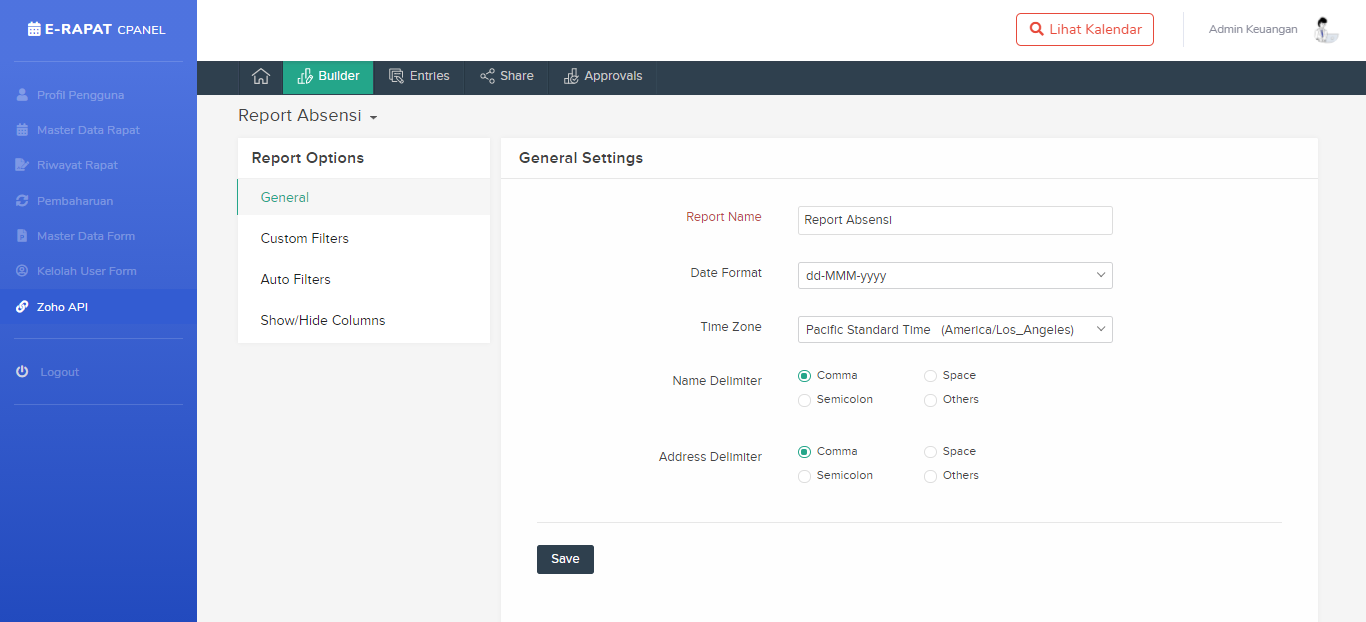 E-RAPAT CPANEL
Lihat Kalendar
Admin Keuangan
Profil Pengguna
Master Data Rapat
Riwayat Rapat
Pembaharuan
Master Data Form
Kelolah User Form
Zoho API
Logout
Builder
Entries
Share
Approvals
Report Absensi
Report Options
General
Custom Filters
Auto Filters
Show/Hide Columns
General Settings
Report Name
Report Absensi
Date Format
dd-MMM-yyyy
Time Zone
Pacific Standard Time (America/Los_Angeles)
Name Delimiter
Comma
Space
Semicolon
Others
Address Delimiter
Comma
Space
Semicolon
Others
Save